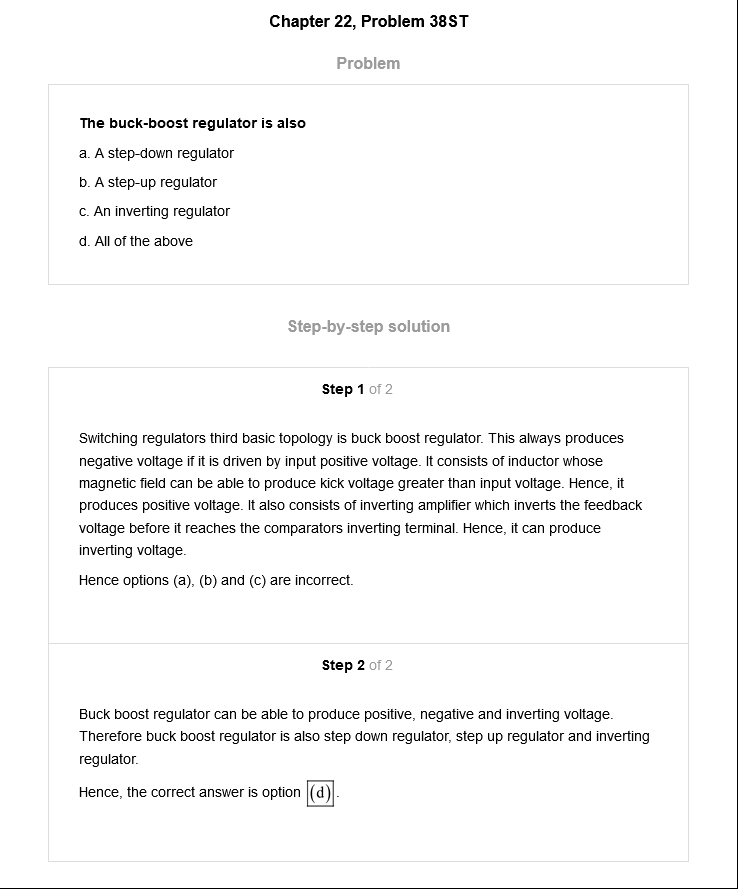 Chapter 22, Problem 38ST
Problem
The buck-boost regulator is also
a. A step-down regulator
b. A step-up regulator
c. An inverting regulator
d. All of the above
Step-by-step solution
Step 1 of 2
Switching regulators third basic topology is buck boost regulator. This always produces
negative voltage if it is driven by input positive voltage. It consists of inductor whose
magnetic field can be able to produce kick voltage greater than input voltage. Hence, it
produces positive voltage. It also consists of inverting amplifier which inverts the feedback
voltage before it reaches the comparators inverting terminal. Hence, it can produce
inverting voltage.
Hence options (a), (b) and (c) are incorrect.
Step 2 of 2
Buck boost regulator can be able to produce positive, negative and inverting voltage.
Therefore buck boost regulator is also step down regulator, step up regulator and inverting
regulator.
Hence, the correct answer is option (d).